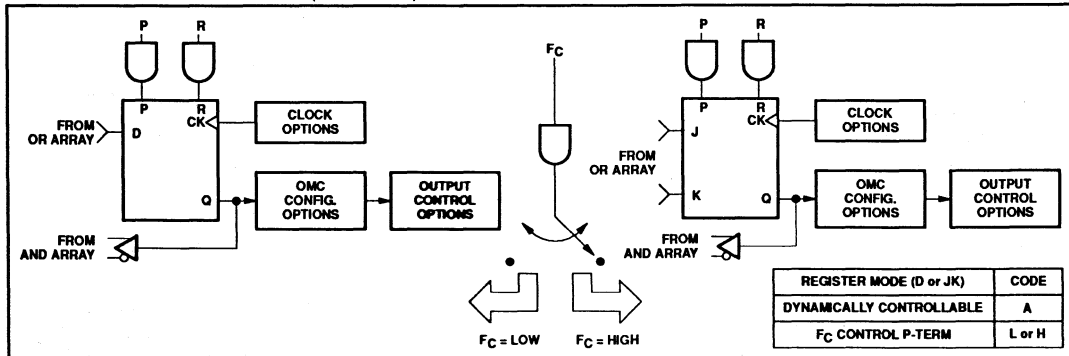 P
R
P
R
D
CK
Q
FROM
OR ARRAY
CLOCK
OPTIONS
OMC
CONFIG.
OPTIONS
OUTPUT
CONTROL
OPTIONS
FROM
AND ARRAY
FC
FC = LOW
FC = HIGH
P
R
P
R
J
CK
K
Q
FROM
OR ARRAY
CLOCK
OPTIONS
OMC
CONFIG.
OPTIONS
OUTPUT
CONTROL
OPTIONS
FROM
AND ARRAY
REGISTER MODE (D or JK) CODE
DYNAMICALLY CONTROLLABLE A
FC CONTROL P-TERM L or H